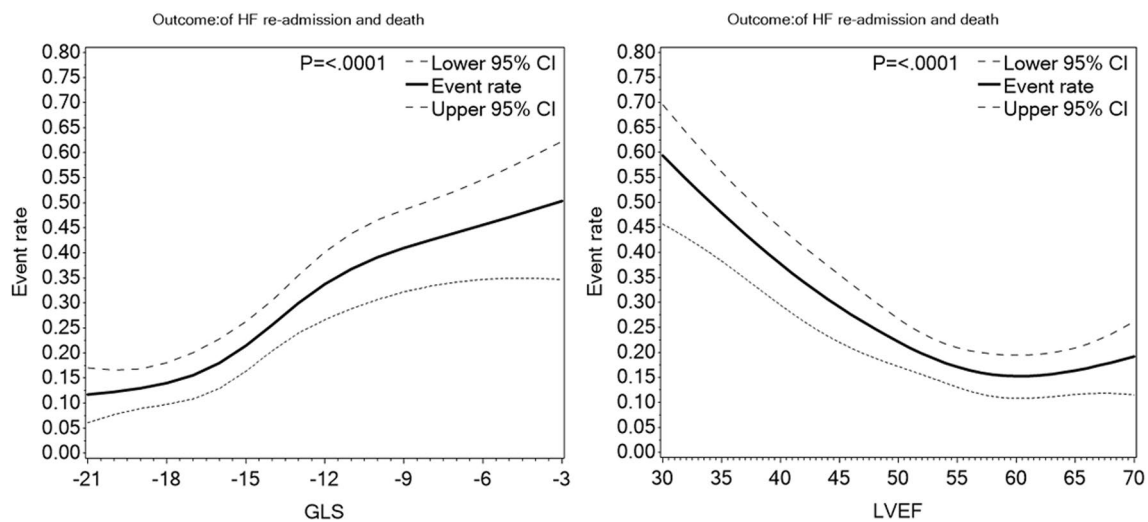 Outcome:of HF re-admission and death
P=<.0001
Lower 95% CI
Event rate
Upper 95% CI
0.80
0.75
0.70
0.65
0.60
0.55
0.50
0.45
0.40
0.35
0.30
0.25
0.20
0.15
0.10
0.05
0.00
Event rate
-21 -18 -15 -12 -9 -6 -3
GLS
Outcome:of HF re-admission and death
P=<.0001
Lower 95% CI
Event rate
Upper 95% CI
0.80
0.75
0.70
0.65
0.60
0.55
0.50
0.45
0.40
0.35
0.30
0.25
0.20
0.15
0.10
0.05
0.00
Event rate
30 35 40 45 50 55 60 65 70
LVEF